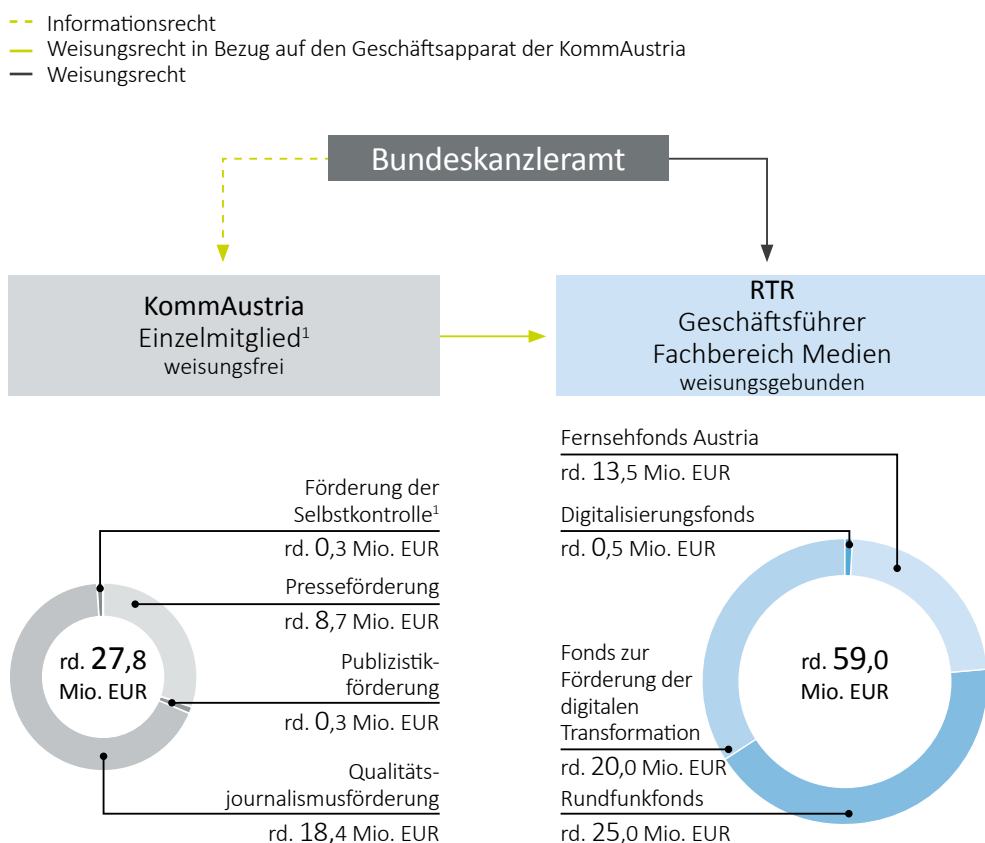 Informationsrecht
Weisungsrecht in Bezug auf den Geschäftsapparat der KommAustria
Weisungsrecht
Bundeskanzleramt
KommAustria
Einzelmitglied¹
weisungsfrei
RTR
Geschäftsführer
Fachbereich Medien
weisungsgebunden
Förderung der
Selbstkontrolle¹
rd. 0,3 Mio. EUR
Presseförderung
rd. 8,7 Mio. EUR
Publizistik-
förderung
rd. 0,3 Mio. EUR
Qualitäts-
journalismusförderung
rd. 18,4 Mio. EUR
rd. 27,8
Mio. EUR
Fernsehfonds Austria
rd. 13,5 Mio. EUR
Digitalisierungsfonds
rd. 0,5 Mio. EUR
Fonds zur
Förderung der
digitalen
Transformation
rd. 20,0 Mio. EUR
Rundfunkfonds
rd. 25,0 Mio. EUR
rd. 59,0
Mio. EUR